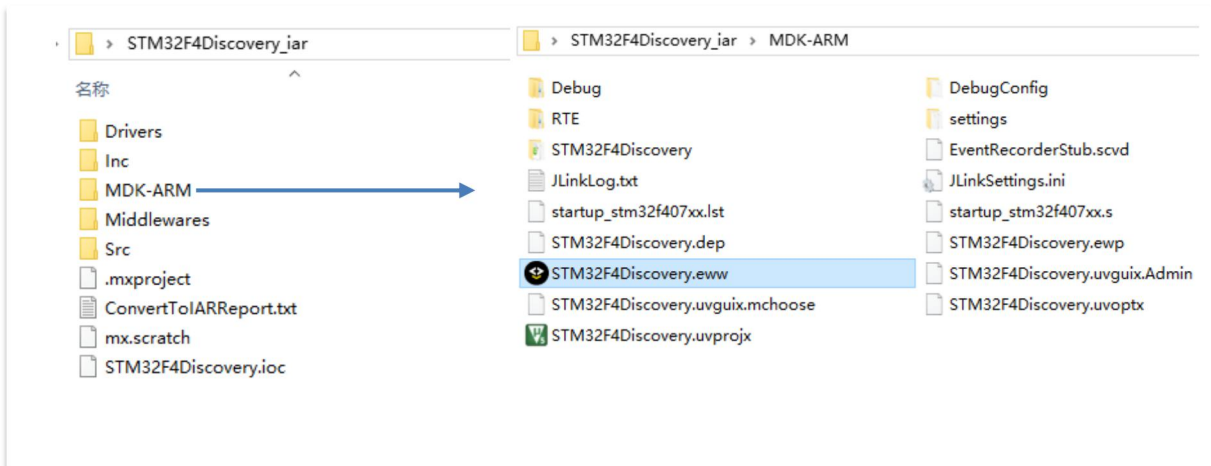 STM32F4Discovery_iar
名称
Drivers
Inc
MDK-ARM
Middlewares
Src
.mxproject
ConvertToIARReport.txt
mx.scratch
STM32F4Discovery.ioc
STM32F4Discovery_iar > MDK-ARM
Debug
RTE
STM32F4Discovery
JLinkLog.txt
startup_stm32f407xx.lst
STM32F4Discovery.dep
STM32F4Discovery.eww
STM32F4Discovery.uvguix.mchoose
STM32F4Discovery.uvprojx
DebugConfig
settings
EventRecorderStub.scvd
JLinkSettings.ini
startup_stm32f407xx.s
STM32F4Discovery.ewp
STM32F4Discovery.uvguix.Admin
STM32F4Discovery.uvoptx